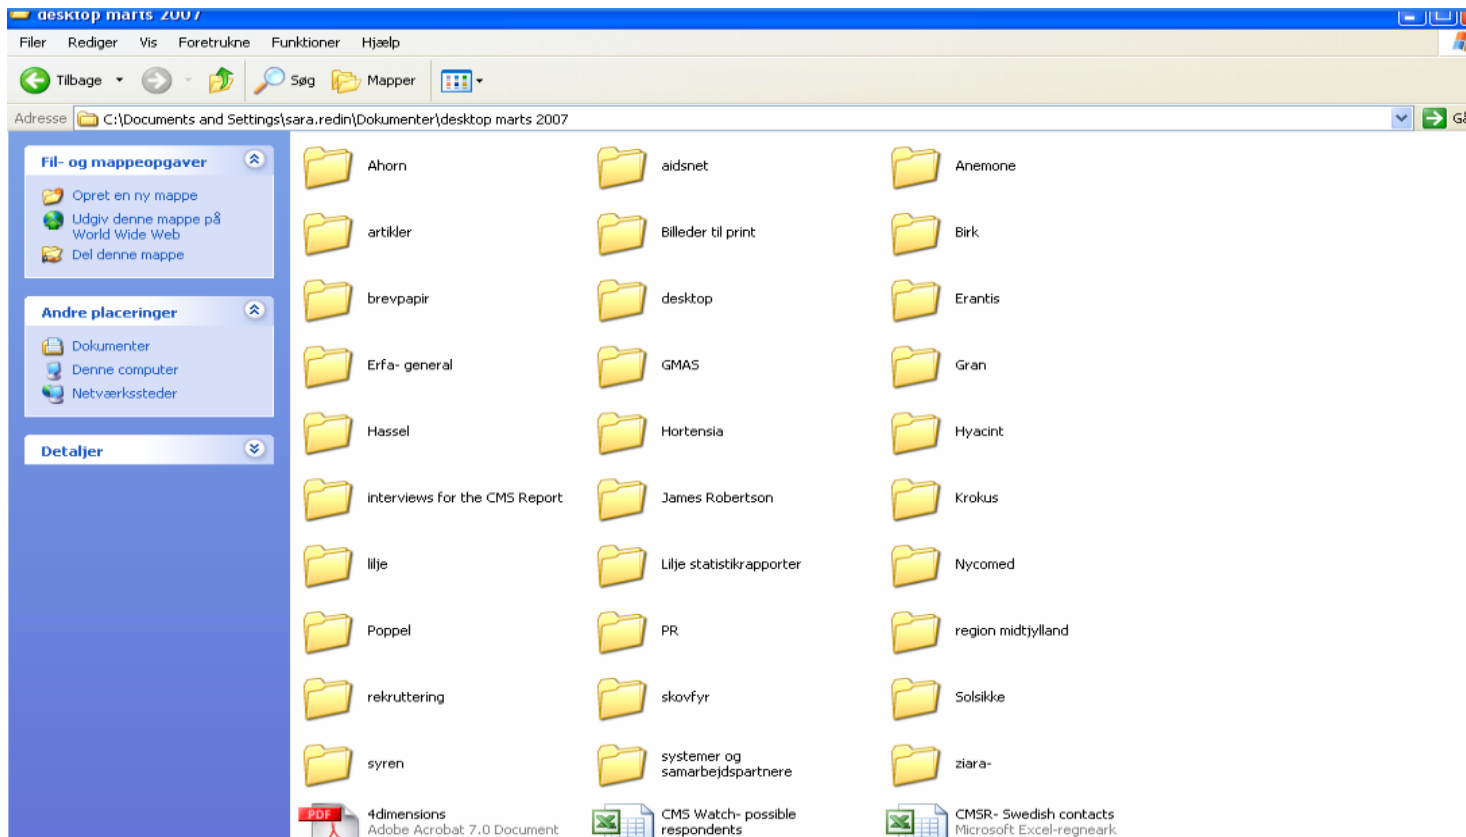 desktop marts 2007
Filer Rediger Vis Foretrukne Funktioner Hjælp
Tilbage Søg Mapper
Adresse C:\Documents and Settings\sara.redin\Dokumenter\desktop marts 2007
Fil- og mappeopgaver
Opret en ny mappe
Udgiv denne mappe på
World Wide Web
Del denne mappe
Andre placeringer
Dokumenter
Denne computer
Netværkssteder
Detaljer
Ahorn aidsnet Anemone
artikler Billeder til print Birk
brevpapir desktop Erantis
Erfa- general GMAS Gran
Hassel Hortensia Hyacint
interviews for the CMS Report James Robertson Krokus
lilje Lilje statistikrapporter Nycomed
Poppel PR region midtjylland
rekruttering skovfyr Solsikke
syren systemer og
samarbejdspartnere ziara-
PDF 4dimensions
Adobe Acrobat 7.0 Document
CMS Watch- possible
respondents
CMSR- Swedish contacts
Microsoft Excel-regneark